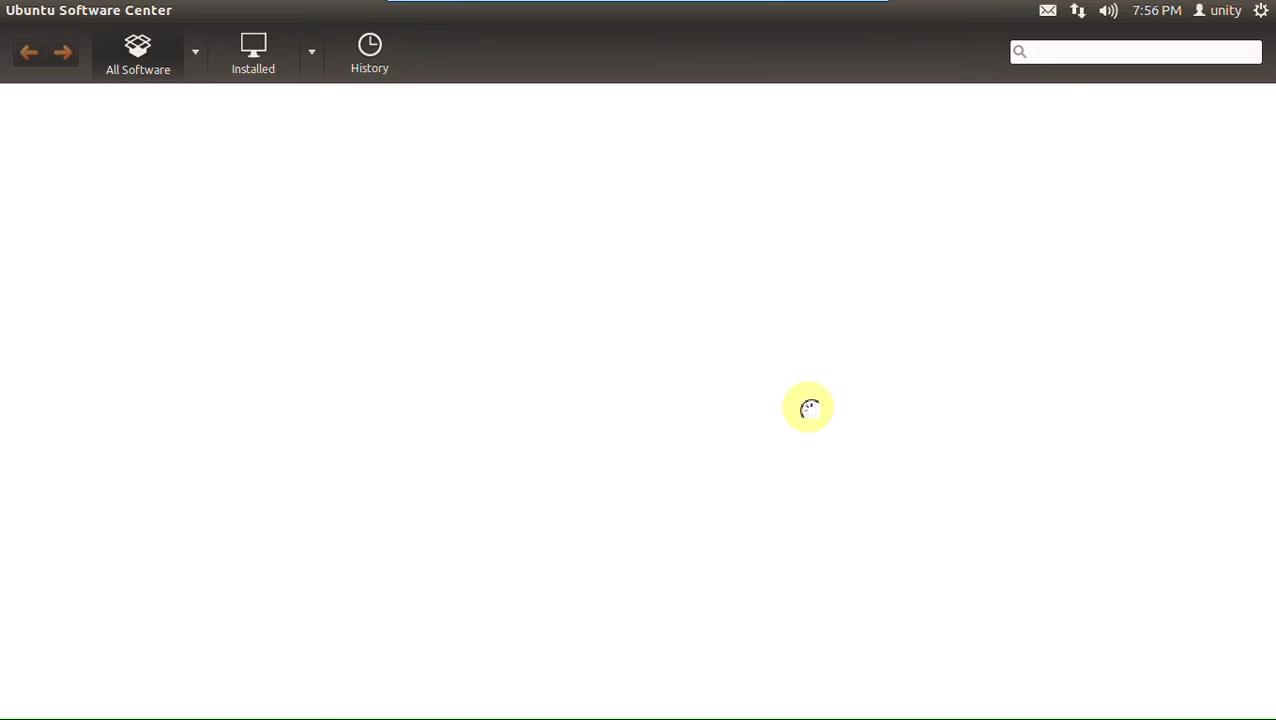 Ubuntu Software Center
7:56 PM unity
All Software
Installed
History